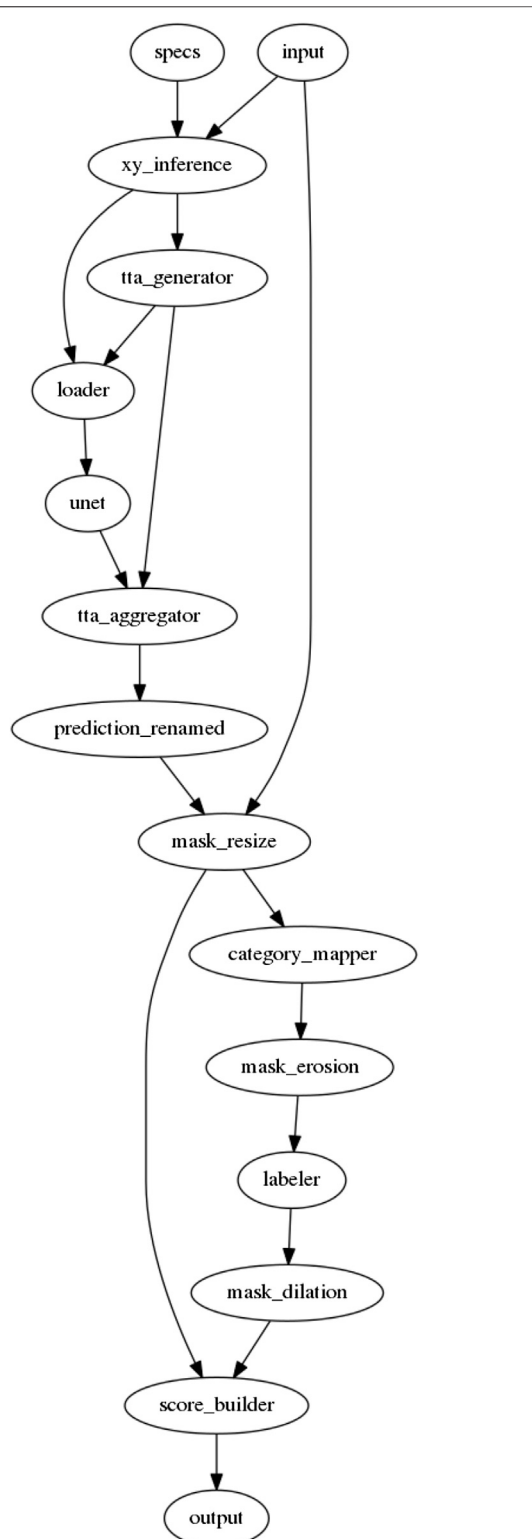 specs
input
xy_inference
tta_generator
loader
unet
tta_aggregator
prediction_renamed
mask_resize
category_mapper
mask_erosion
labeler
mask_dilation
score_builder
output